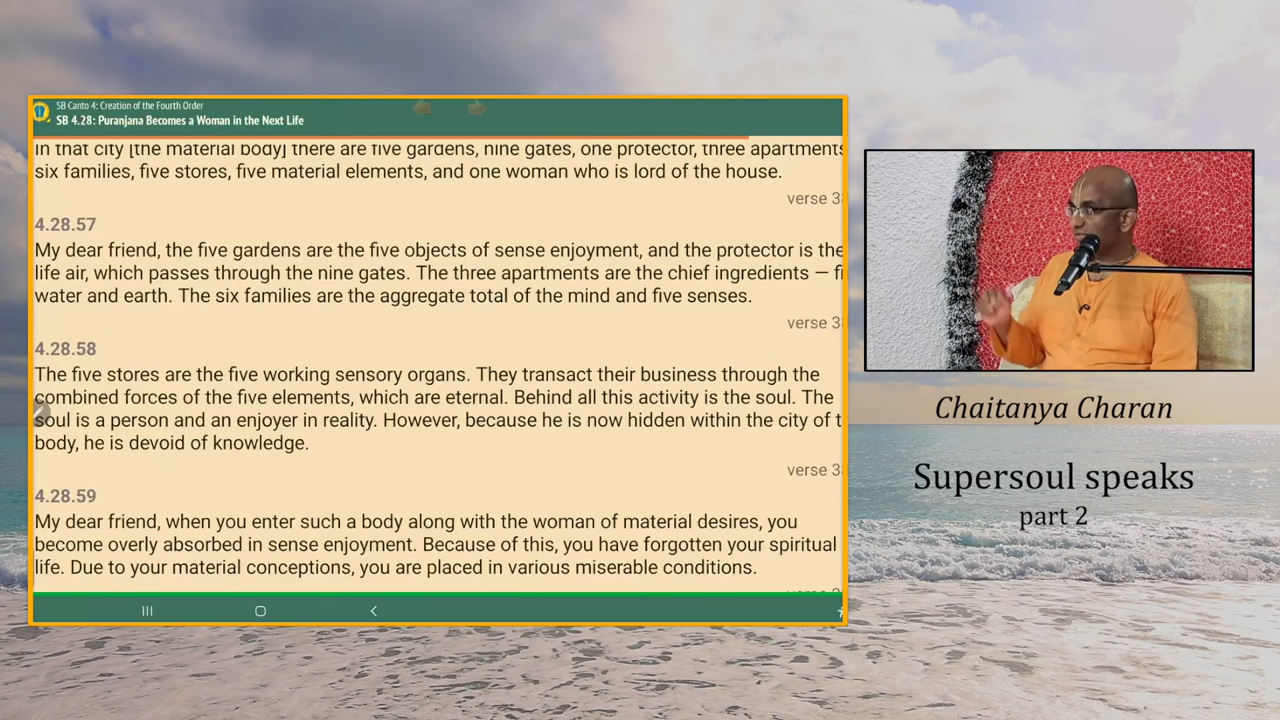 SB Canto 4: Creation of the Fourth Order
SB 4.28: Puranjana Becomes a Woman in the Next Life
In that city [the material body] there are five gardens, nine gates, one protector, three apartments
six families, five stores, five material elements, and one woman who is lord of the house.
verse 38
4.28.57
My dear friend, the five gardens are the five objects of sense enjoyment, and the protector is the
life air, which passes through the nine gates. The three apartments are the chief ingredients —
water and earth. The six families are the aggregate total of the mind and five senses.
verse 38
4.28.58
The five stores are the five working sensory organs. They transact their business through the
combined forces of the five elements, which are eternal. Behind all this activity is the soul. The
soul is a person and an enjoyer in reality. However, because he is now hidden within the city of
body, he is devoid of knowledge.
verse 38
4.28.59
My dear friend, when you enter such a body along with the woman of material desires, you
become overly absorbed in sense enjoyment. Because of this, you have forgotten your spiritual
life. Due to your material conceptions, you are placed in various miserable conditions.
Chaitanya Charan
Supersoul speaks
part 2